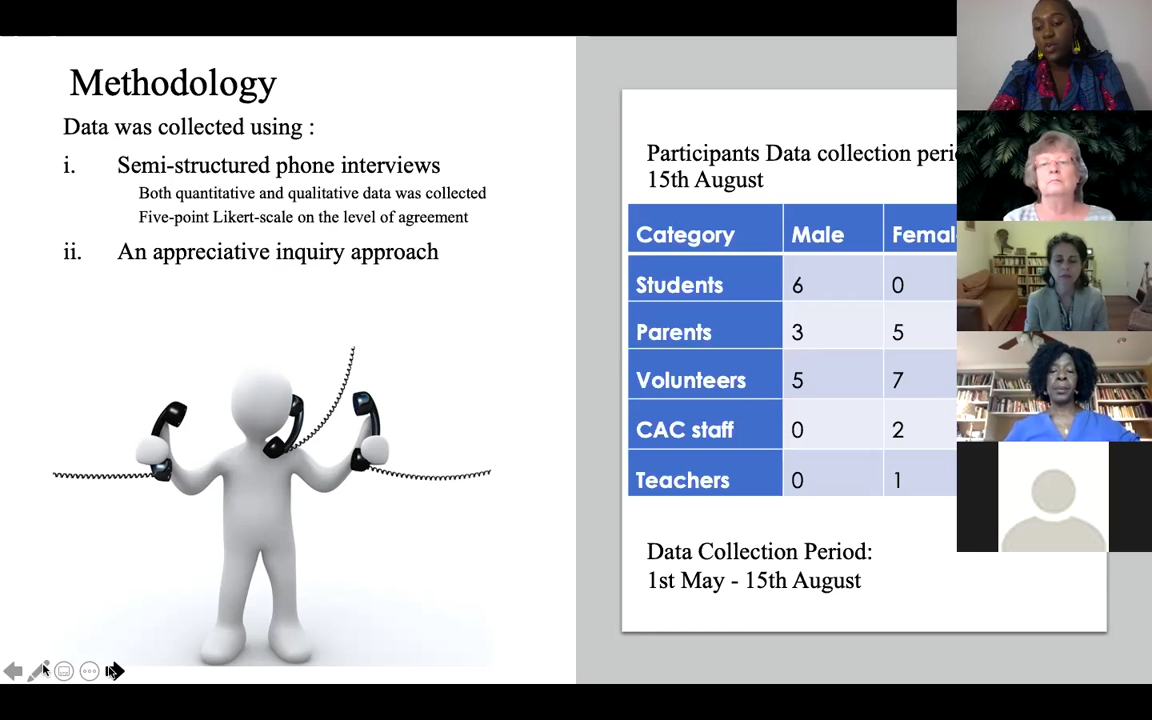 Methodology
Data was collected using :
i. Semi-structured phone interviews
Both quantitative and qualitative data was collected
Five-point Likert-scale on the level of agreement
ii. An appreciative inquiry approach
Participants Data collection
15th August
Category Male
Students 6 0
Parents 3 5
Volunteers 5 7
CAC staff 0 2
Teachers 0 1
Data Collection Period:
1st May - 15th August